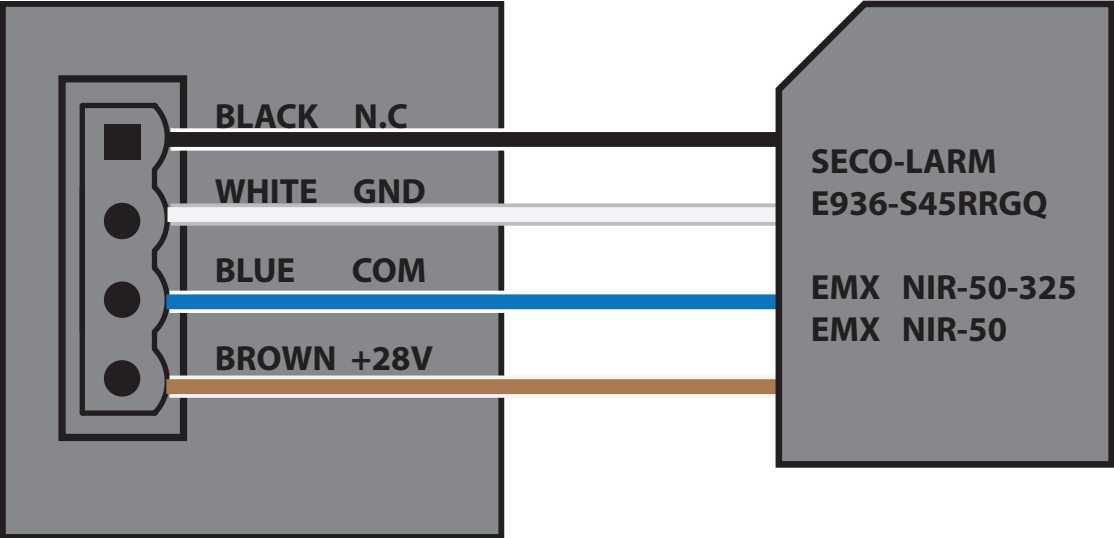 BLACK N.C
WHITE GND
BLUE COM
BROWN +28V
SECO-LARM
E936-S45RRGQ
EMX NIR-50-325
EMX NIR-50